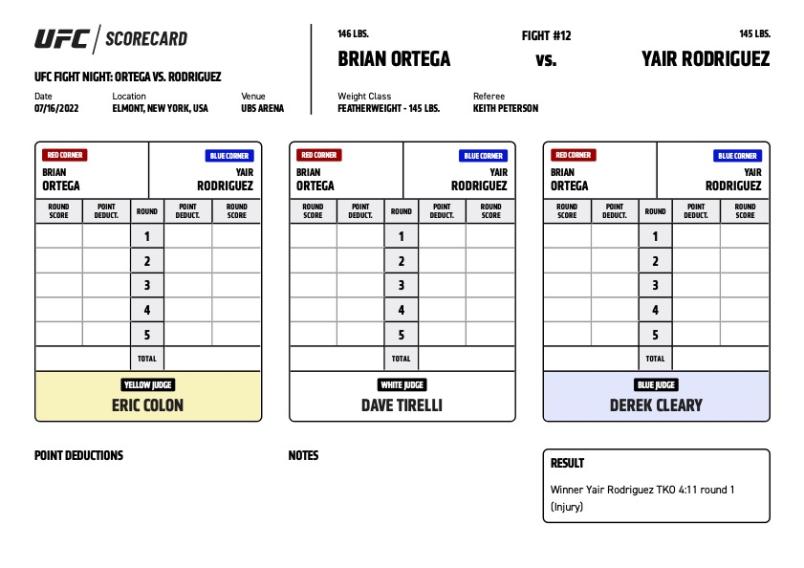 UFC / SCORECARD
UFC FIGHT NIGHT: ORTEGA VS. RODRIGUEZ
Date Location Venue
07/16/2022 ELMONT, NEW YORK, USA UBS ARENA
146 LBS. FIGHT #12 145 LBS.
BRIAN ORTEGA VS. YAIR RODRIGUEZ
Weight Class Referee
FEATHERWEIGHT - 145 LBS. KEITH PETERSON
RED CORNER BLUE CORNER
BRIAN YAIR
ORTEGA RODRIGUEZ
ROUND POINT ROUND POINT ROUND
SCORE DEDUCT. DEDUCT. SCORE
1
2
3
4
5
TOTAL
YELLOW JUDGE
ERIC COLON
RED CORNER BLUE CORNER
BRIAN YAIR
ORTEGA RODRIGUEZ
ROUND POINT ROUND POINT ROUND
SCORE DEDUCT. DEDUCT. SCORE
1
2
3
4
5
TOTAL
WHITE JUDGE
DAVE TIRELLI
RED CORNER BLUE CORNER
BRIAN YAIR
ORTEGA RODRIGUEZ
ROUND POINT ROUND POINT ROUND
SCORE DEDUCT. DEDUCT. SCORE
1
2
3
4
5
TOTAL
BLUE JUDGE
DEREK CLEARY
POINT DEDUCTIONS
NOTES
RESULT
Winner Yair Rodriguez TKO 4:11 round 1
(Injury)